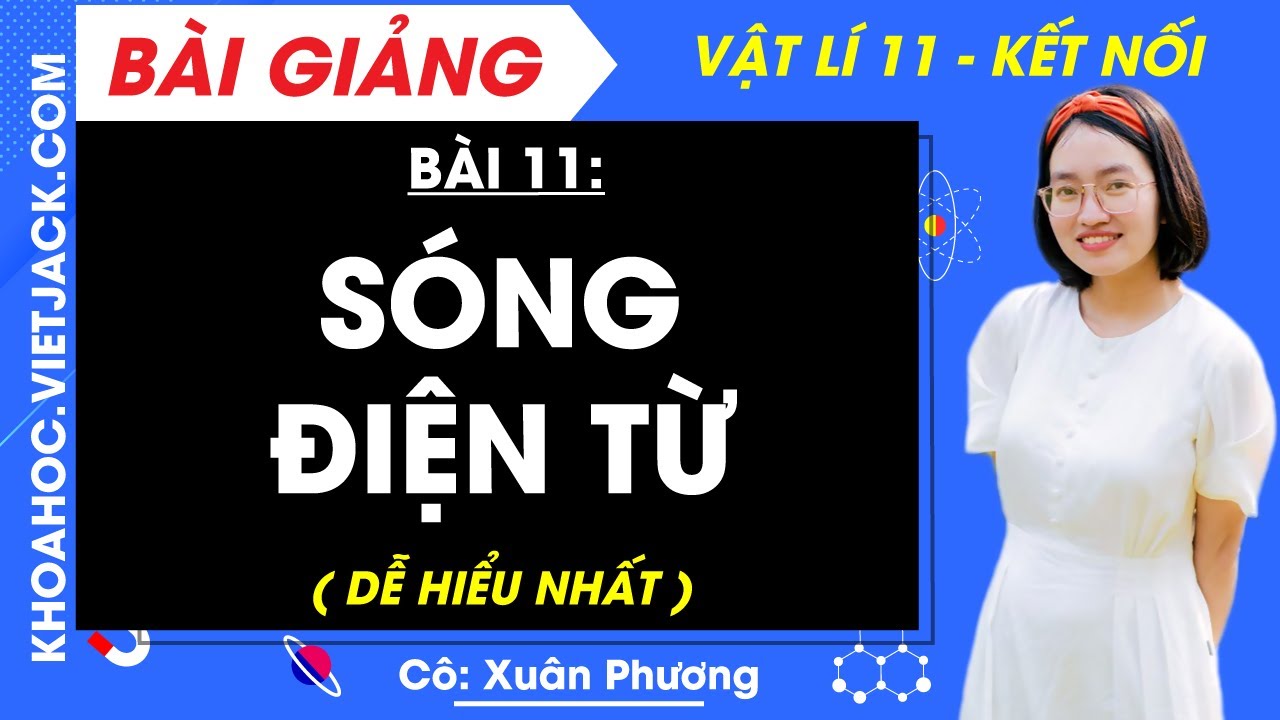 BÀI GIẢNG
VẬT LÍ 11 - KẾT NỐI
KHOAHOC.VIETJACK.COM
BÀI 11:
SÓNG
ĐIỆN TỪ
( DỄ HIỂU NHẤT )
Cô: Xuân Phương